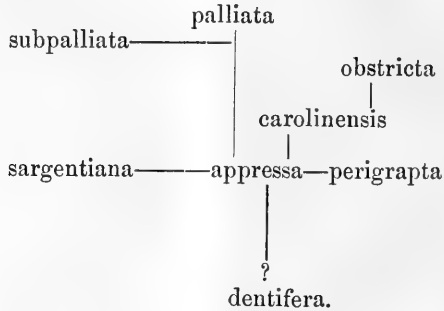 palliata
subpalliata
obstricta
carolinensis
sargentiana appressa perigrapta
?
dentifera.